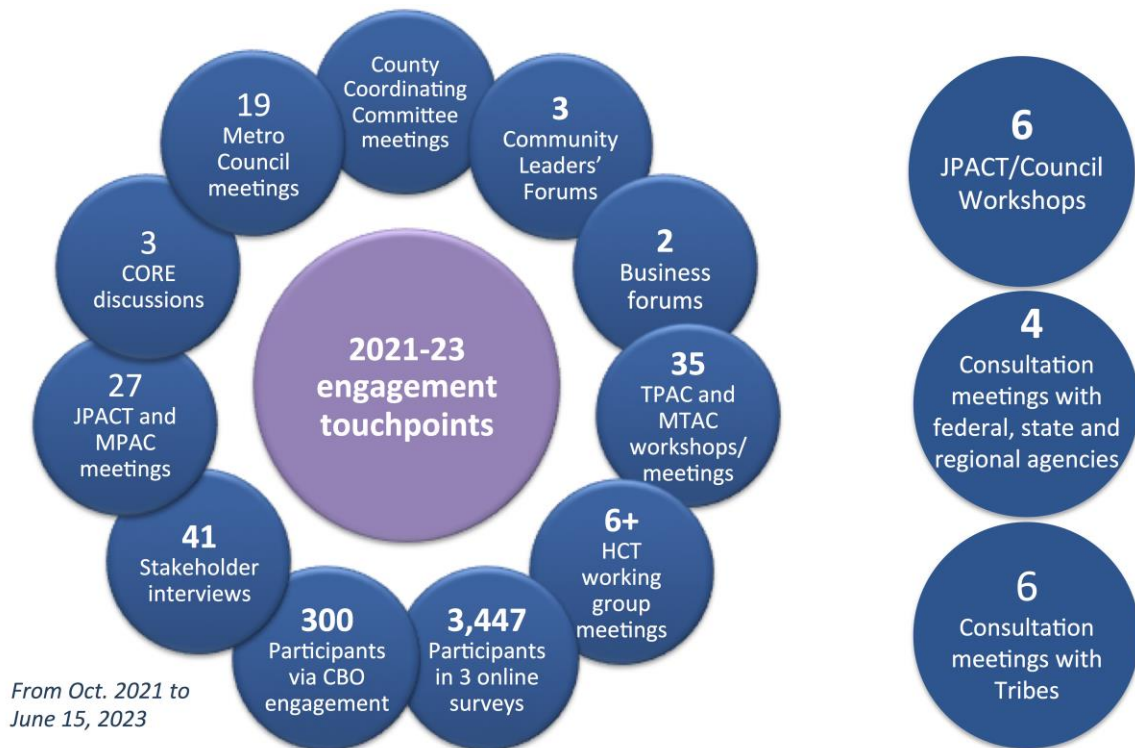 County
Coordinating
Committee
meetings
3
Community
Leaders’
Forums
2
Business
forums
35
TPAC and
MTAC
workshops/
meetings
6+
HCT
working
group
meetings
3,447
Participants
in 3 online
surveys
300
Participants
via CBO
engagement
41
Stakeholder
interviews
27
JPACT and
MPAC
meetings
3
CORE
discussions
19
Metro
Council
meetings
2021-23
engagement
touchpoints
6
JPACT/Council
Workshops
4
Consultation
meetings with
federal, state and
regional agencies
6
Consultation
meetings with
Tribes
From Oct. 2021 to
June 15, 2023